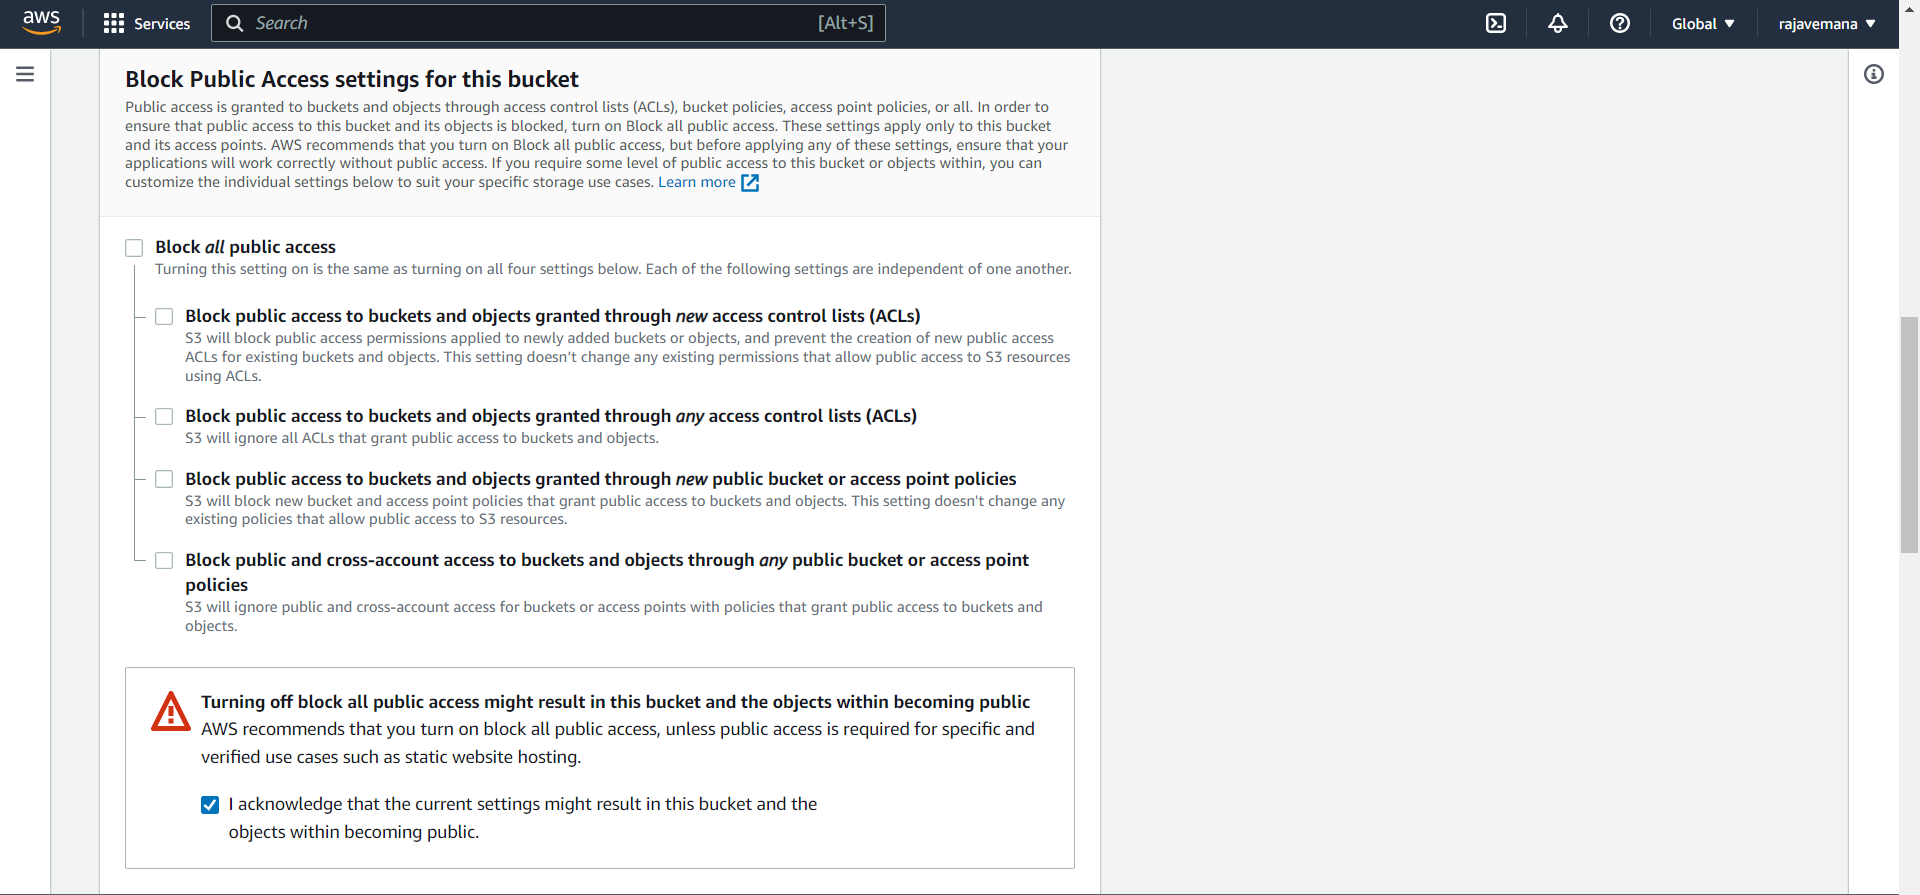 aws
Services
Search
[Alt+S]
Global
rajavemana
Block Public Access settings for this bucket
Public access is granted to buckets and objects through access control lists (ACLs), bucket policies, access point policies, or all. In order to
ensure that public access to this bucket and its objects is blocked, turn on Block all public access. These settings apply only to this bucket
and its access points. AWS recommends that you turn on Block all public access, but before applying any of these settings, ensure that your
applications will work correctly without public access. If you require some level of public access to this bucket or objects within, you can
customize the individual settings below to suit your specific storage use cases. Learn more
Block all public access
Turning this setting on is the same as turning on all four settings below. Each of the following settings are independent of one another.
Block public access to buckets and objects granted through new access control lists (ACLs)
S3 will block public access permissions applied to newly added buckets or objects, and prevent the creation of new public access
ACLs for existing buckets and objects. This setting doesn’t change any existing permissions that allow public access to S3 resources
using ACLs.
Block public access to buckets and objects granted through any access control lists (ACLs)
S3 will ignore all ACLs that grant public access to buckets and objects.
Block public access to buckets and objects granted through new public bucket or access point policies
S3 will block new bucket and access point policies that grant public access to buckets and objects. This setting doesn't change any
existing policies that allow public access to S3 resources.
Block public and cross-account access to buckets and objects through any public bucket or access point
policies
S3 will ignore public and cross-account access for buckets or access points with policies that grant public access to buckets and
objects.
Turning off block all public access might result in this bucket and the objects within becoming public
AWS recommends that you turn on block all public access, unless public access is required for specific and
verified use cases such as static website hosting.
I acknowledge that the current settings might result in this bucket and the
objects within becoming public.